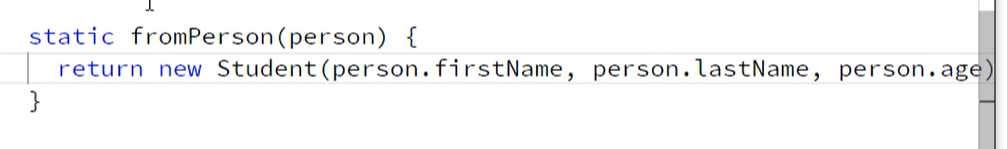 static fromPerson(person) {
return new Student(person.firstName, person.lastName, person.age)
}